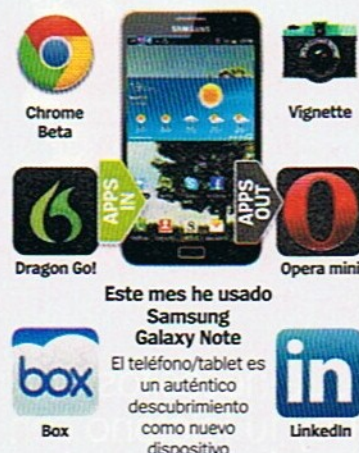 SAMSUNG
Chrome
Beta
Vignette
APPS
IN
APPS
OUT
Dragon Go!
Opera mini
Este mes he usado
Samsung
Galaxy Note
El teléfono/tablet es
un auténtico
descubrimiento
como nuevo
dispositivo
box
Box
in
LinkedIn